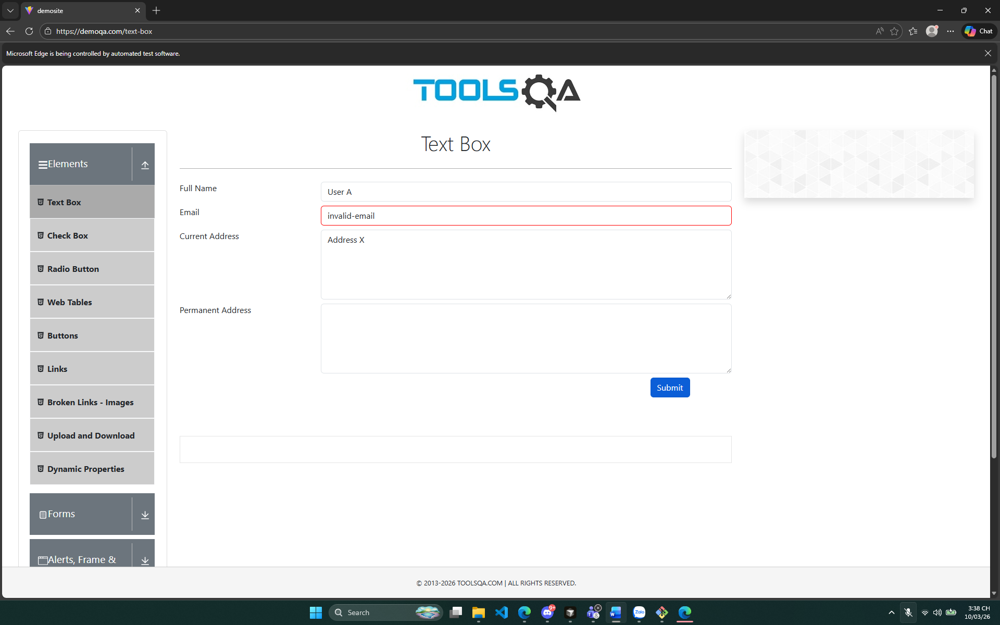 demosite
https://demoqa.com/text-box
Chat
Microsoft Edge is being controlled by automated test software.
TOOLSQA
Text Box
Elements
Text Box
Check Box
Radio Button
Web Tables
Buttons
Links
Broken Links - Images
Upload and Download
Dynamic Properties
Forms
Alerts, Frame &
Full Name
User A
Email
invalid-email
Current Address
Address X
Permanent Address
Submit
© 2013-2026 TOOLSQA.COM | ALL RIGHTS RESERVED.
Search
9+
Zalo
3:38 CH
10/03/26